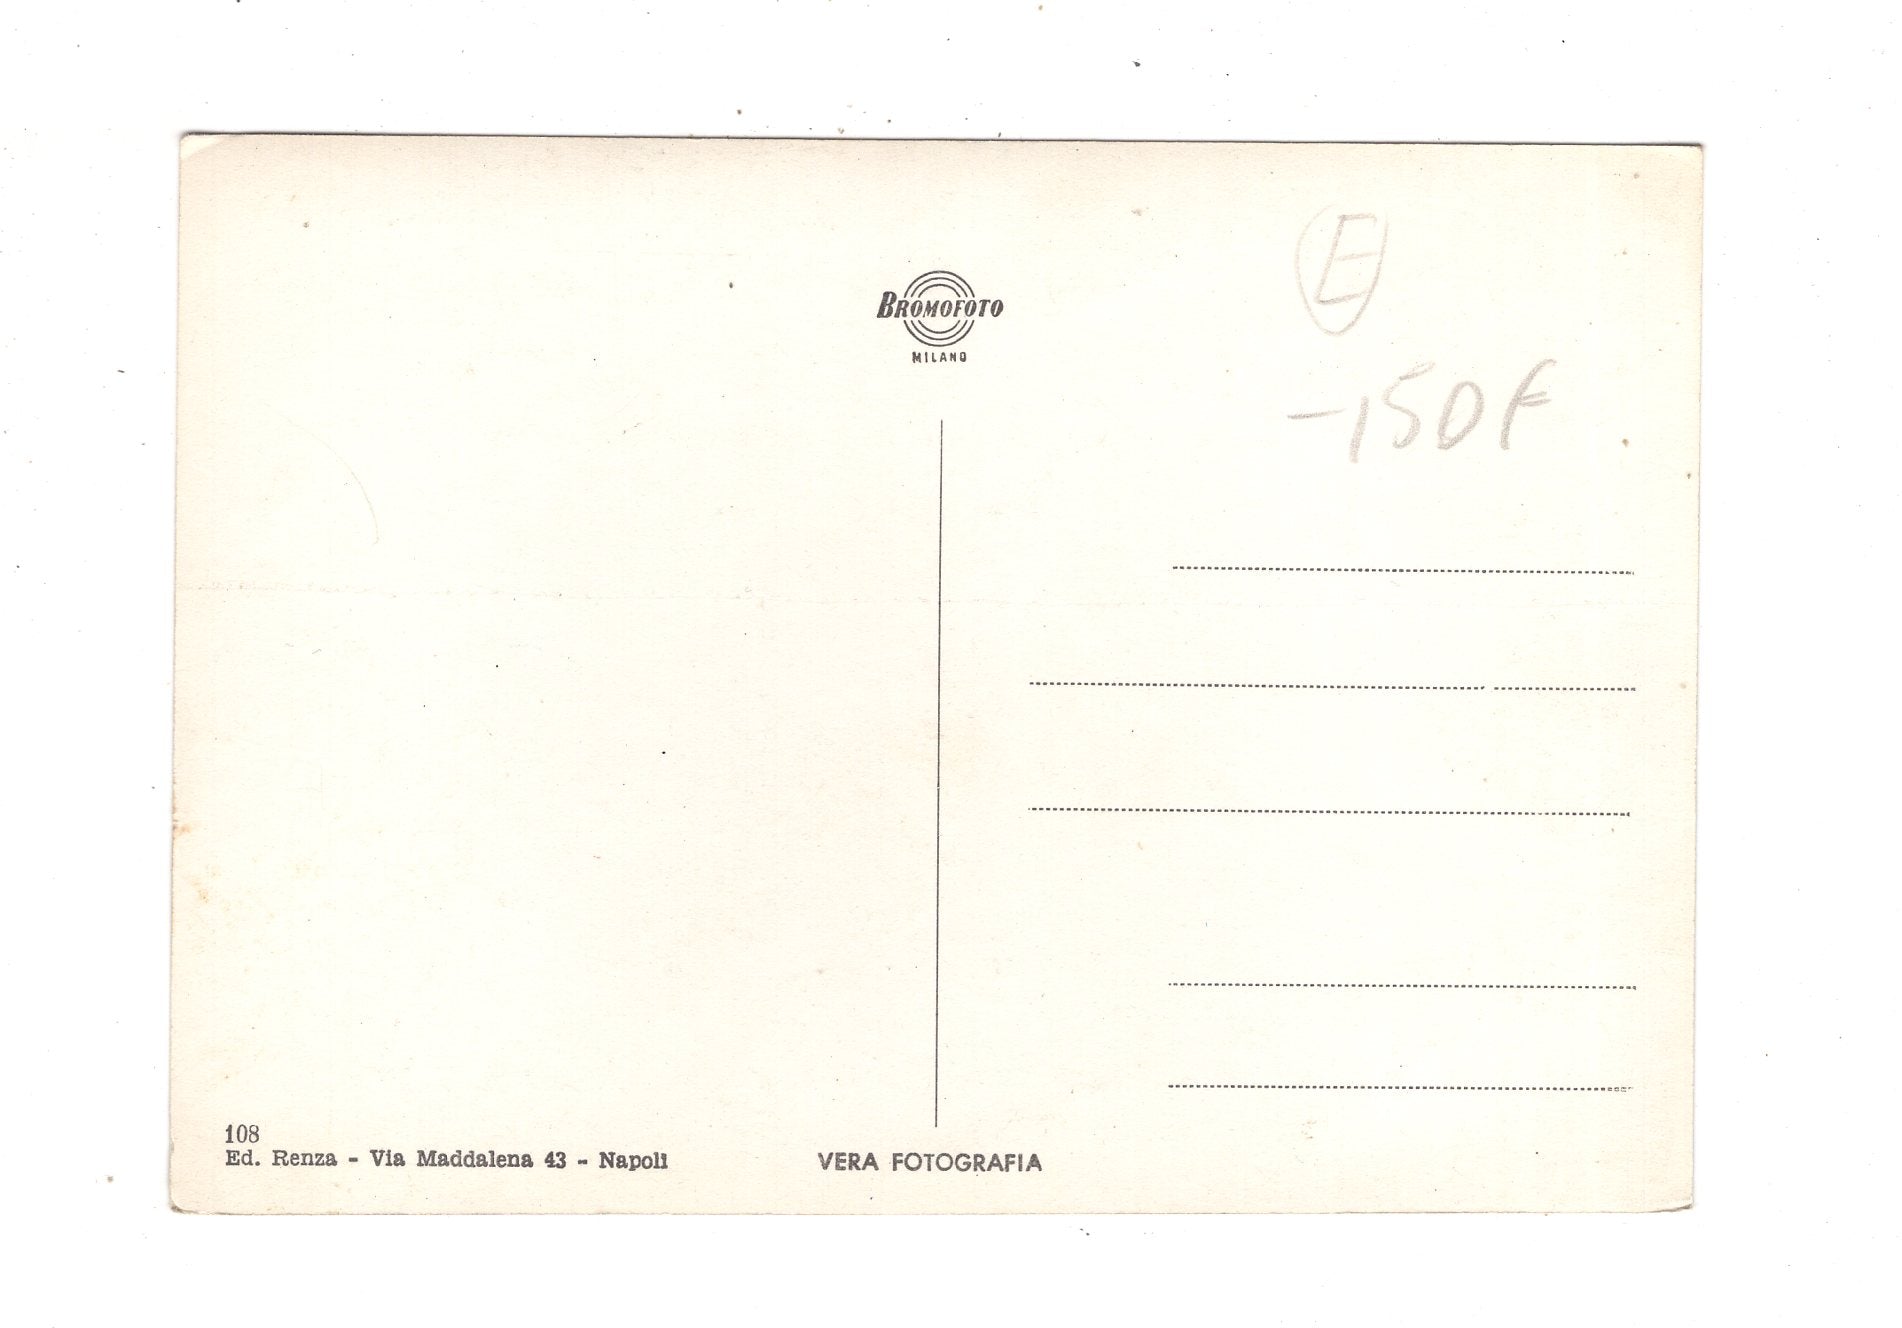 BROMOFOTO
MILANO
E
-150F
108
Ed. Renza - Via Maddalena 43 - Napoli
VERA FOTOGRAFIA